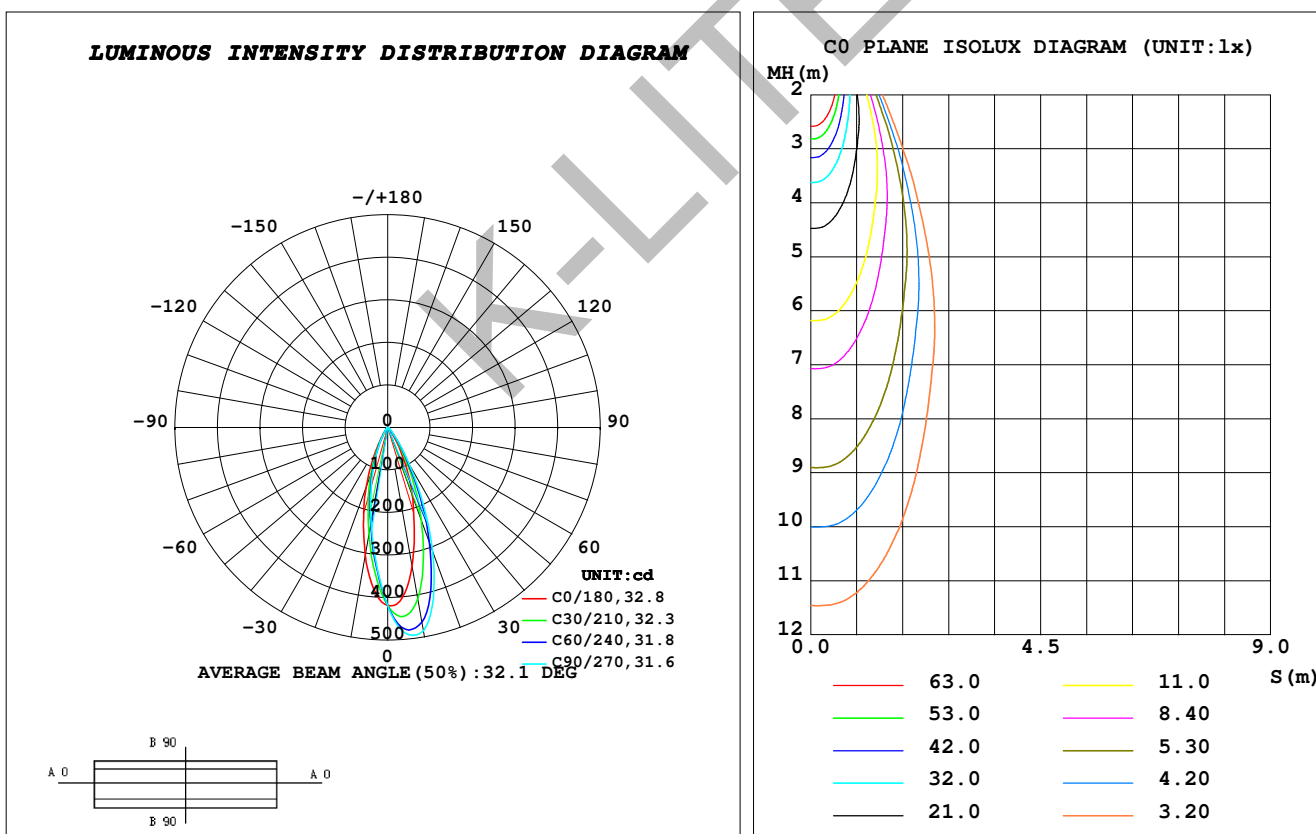 LUMINOUS INTENSITY DISTRIBUTION DIAGRAM
-/+180
-150
150
-120
120
-90
90
-60
60
-30
30
0
0
100
200
300
400
500
UNIT:cd
C0/180,32.8
C30/210,32.3
C60/240,31.8
C90/270,31.6
AVERAGE BEAM ANGLE(50%):32.1 DEG
B 90
A 0
A 0
B 90
K-LITE
C0 PLANE ISOLUX DIAGRAM (UNIT:lx)
MH(m)
2
3
4
5
6
7
8
9
10
11
12
0.0
4.5
9.0
S(m)
63.0
11.0
53.0
8.40
42.0
5.30
32.0
4.20
21.0
3.20